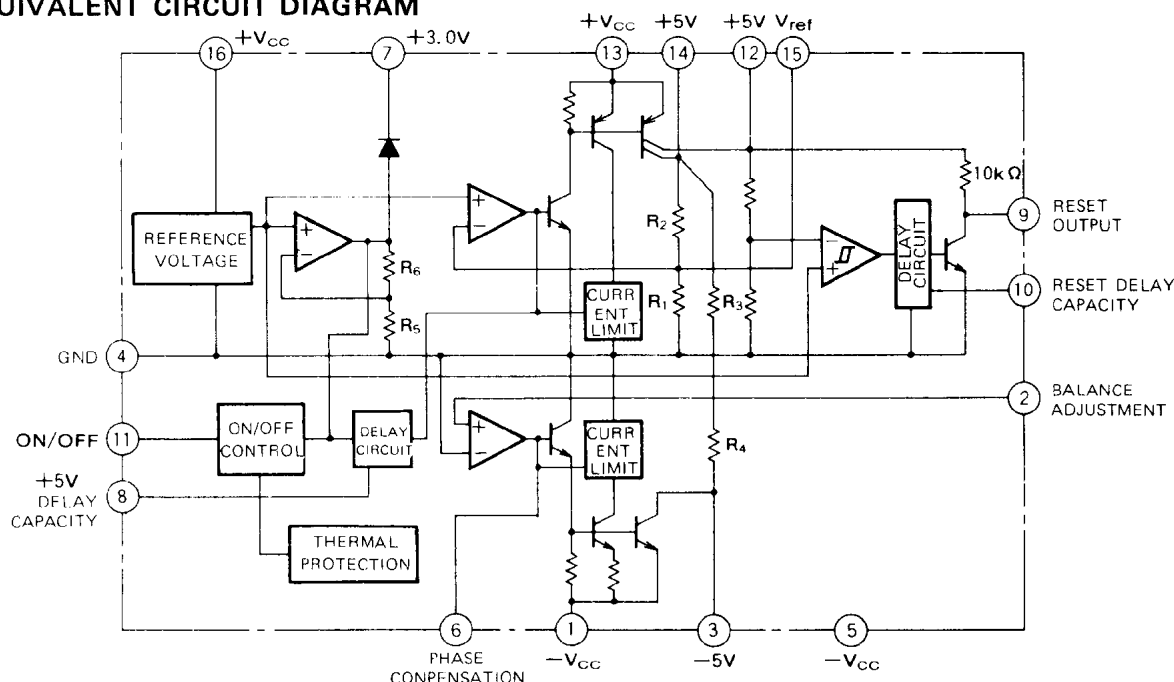 UIVALENT CIRCUIT DIAGRAM
+VCC
+3.0V
+VCC
+5V
+5V
Vref
16
7
13
14
12
15
10kΩ
REFERENCE
VOLTAGE
+
−
R6
R5
+
−
R2
R1
R3
CURR
ENT
LIMIT
−
+
DELAY
CIRCUIT
9
RESET
OUTPUT
10
RESET DELAY
CAPACITY
GND
4
2
BALANCE
ADJUSTMENT
ON/OFF
11
ON/OFF
CONTROL
DELAY
CIRCUIT
+
−
CURR
ENT
LIMIT
R4
+5V
DELAY
CAPACITY
8
THERMAL
PROTECTION
6
1
3
5
PHASE
CONPENSATION
−VCC
−5V
−VCC